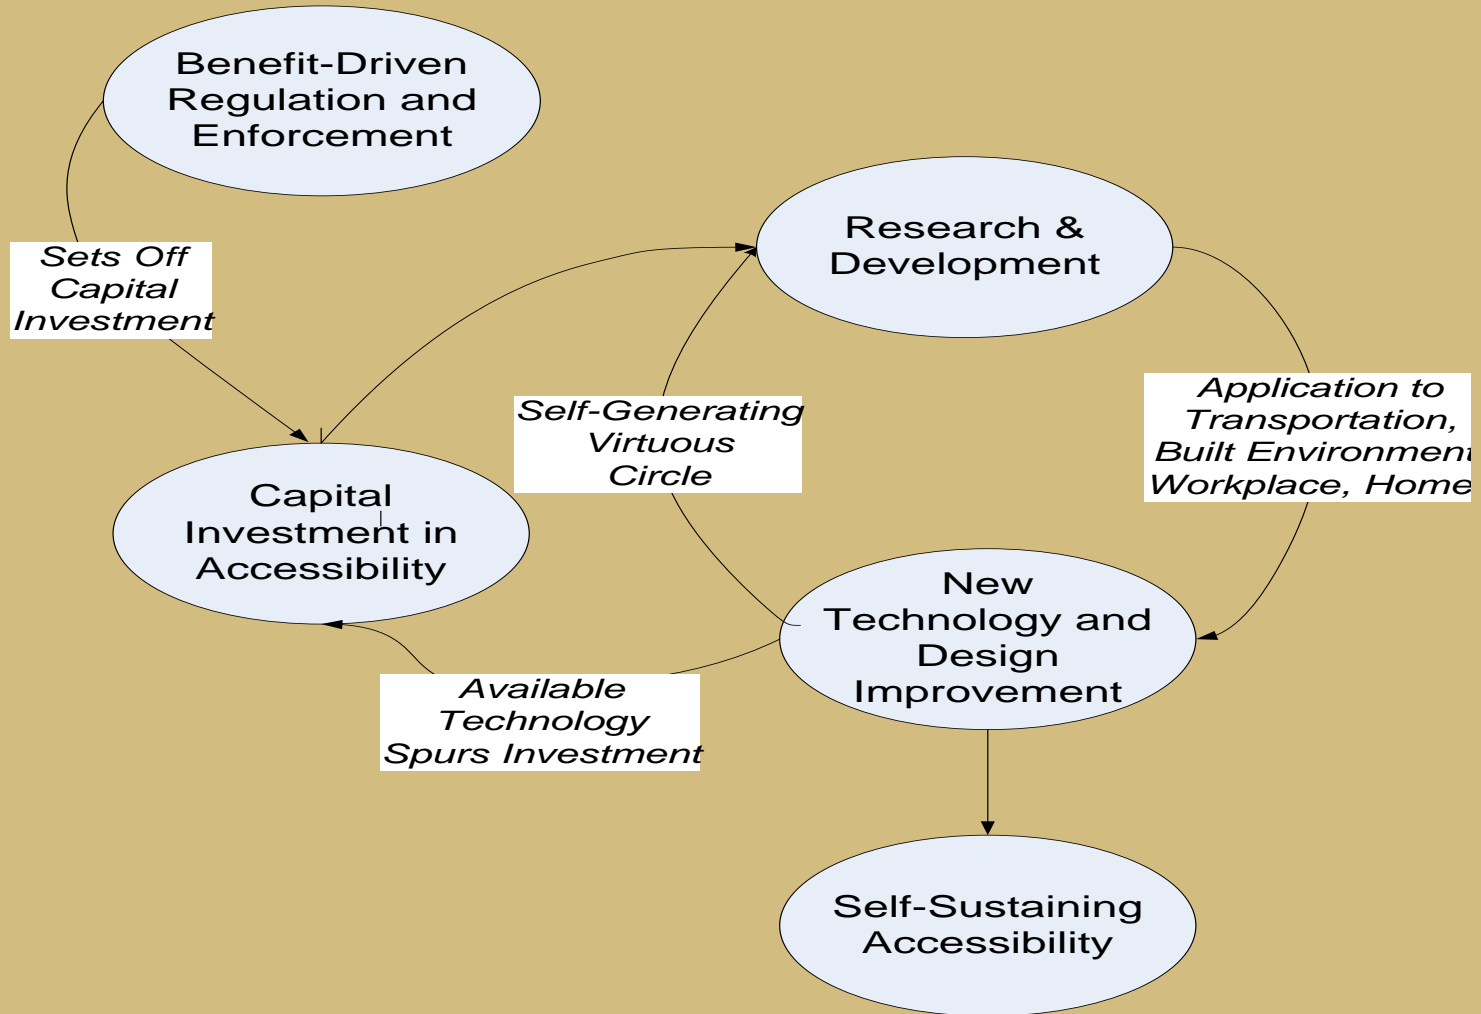 Benefit-Driven
Regulation and
Enforcement
Sets Off
Capital
Investment
Research &
Development
Self-Generating
Virtuous
Circle
Application to
Transportation,
Built Environment
Workplace, Home
Capital
Investment in
Accessibility
New
Technology and
Design
Improvement
Available
Technology
Spurs Investment
Self-Sustaining
Accessibility